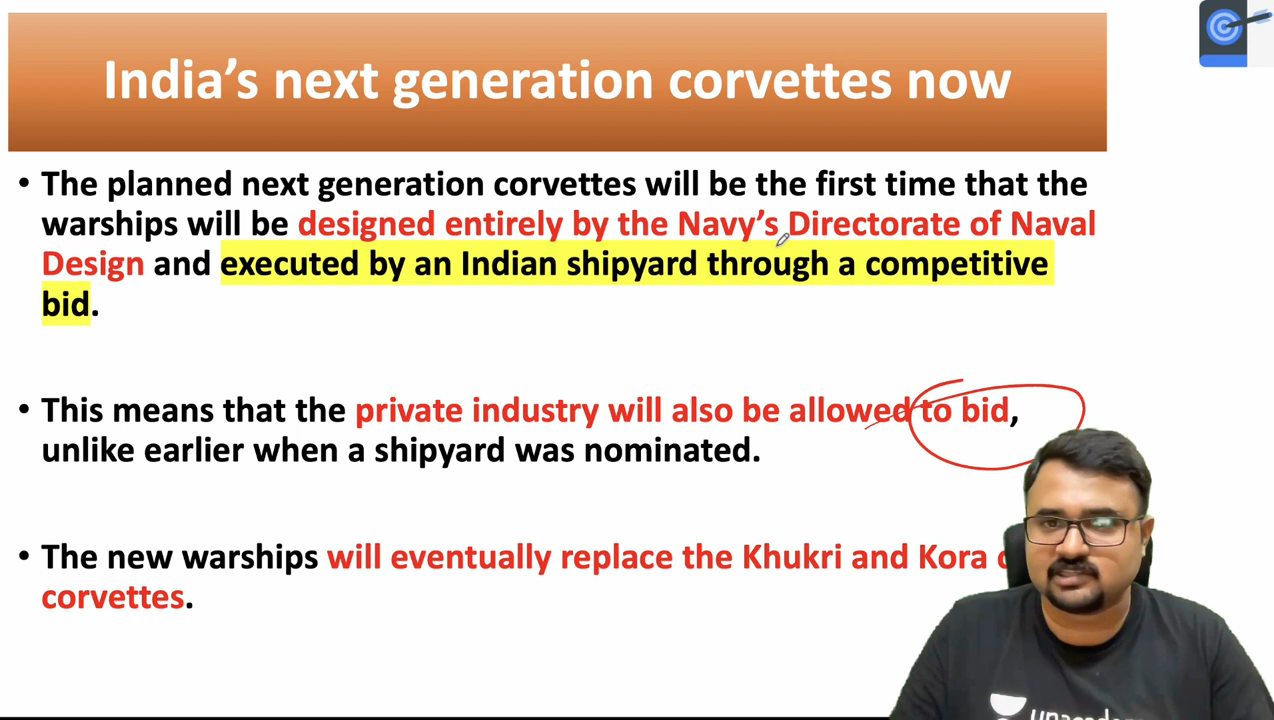 India’s next generation corvettes now
• The planned next generation corvettes will be the first time that the
warships will be designed entirely by the Navy’s Directorate of Naval
Design and executed by an Indian shipyard through a competitive
bid.
• This means that the private industry will also be allowed to bid,
unlike earlier when a shipyard was nominated.
• The new warships will eventually replace the Khukri and Kora
corvettes.